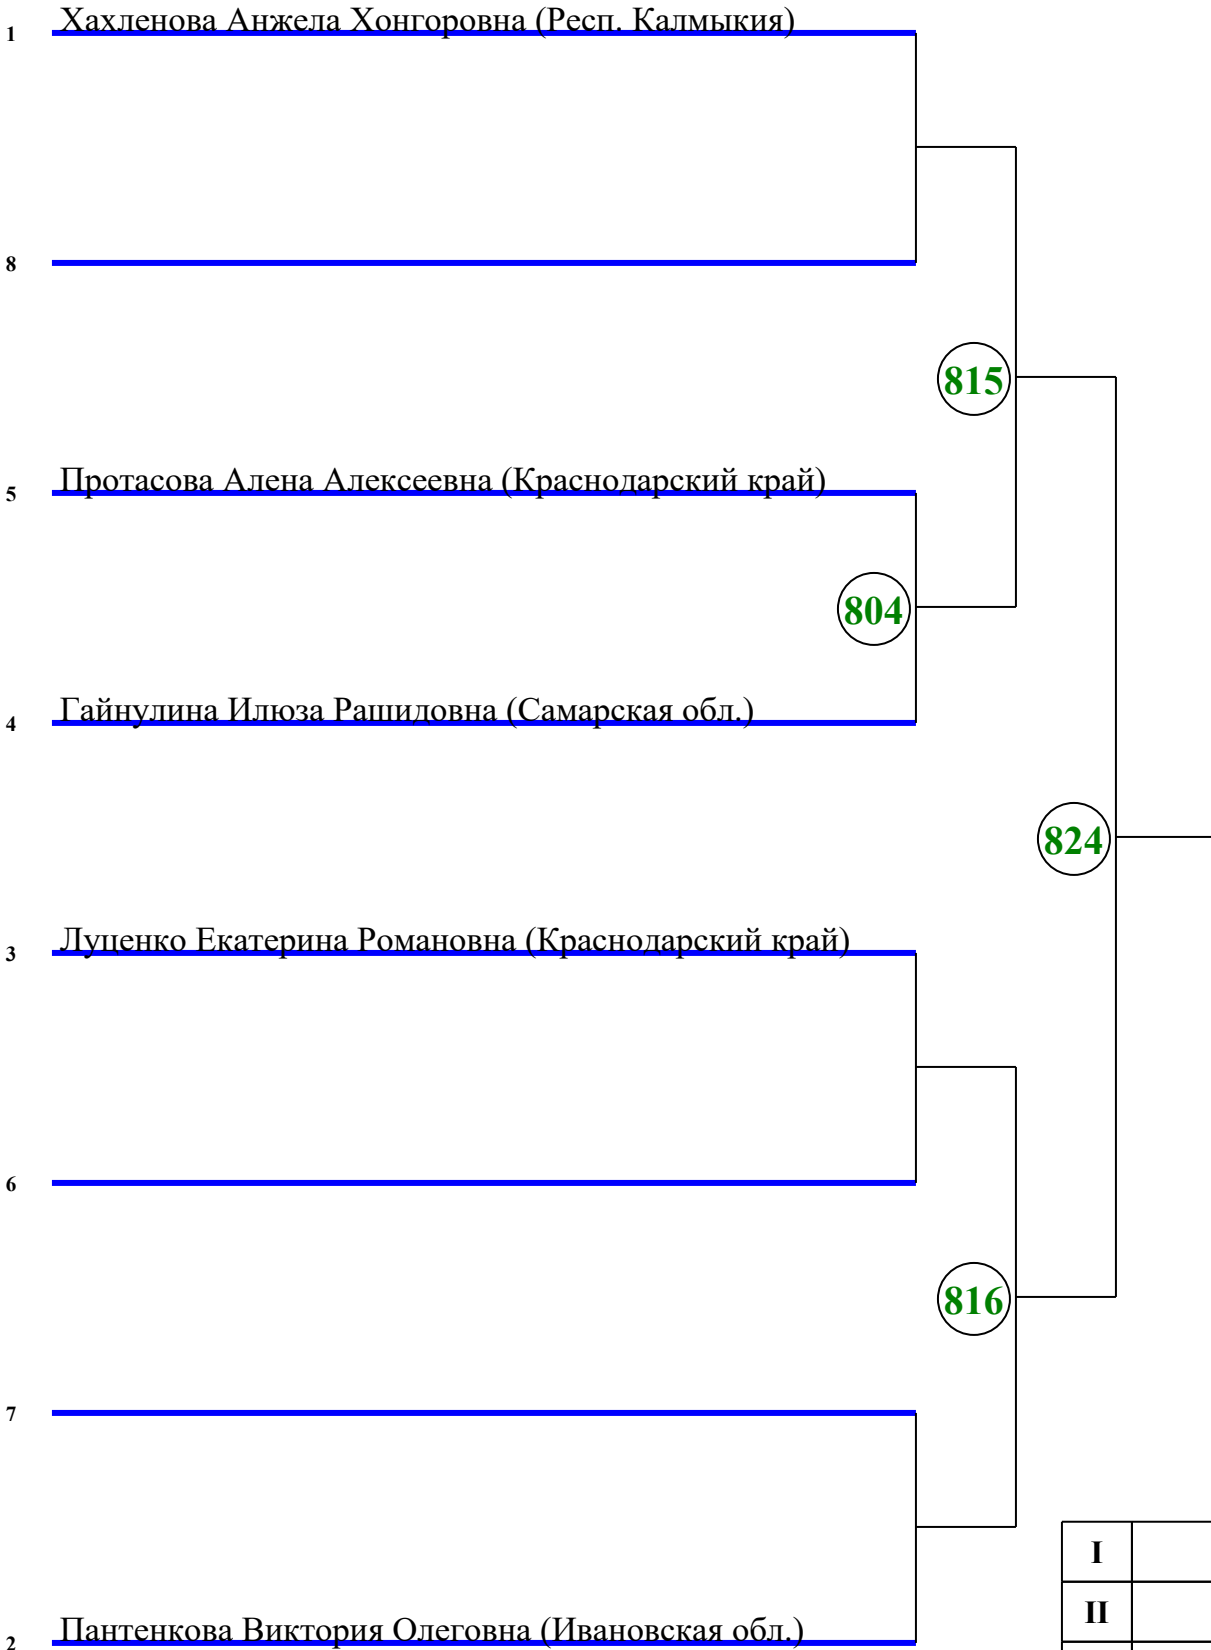 1 Хахленова Анжела Хонгоровна (Респ. Калмыкия)
8
815
5 Протасова Алена Алексеевна (Краснодарский край)
804
4 Гайнулина Илюза Рашидовна (Самарская обл.)
824
3 Луценко Екатерина Романовна (Краснодарский край)
6
816
7
I
II
2 Пантенкова Виктория Олеговна (Ивановская обл.)